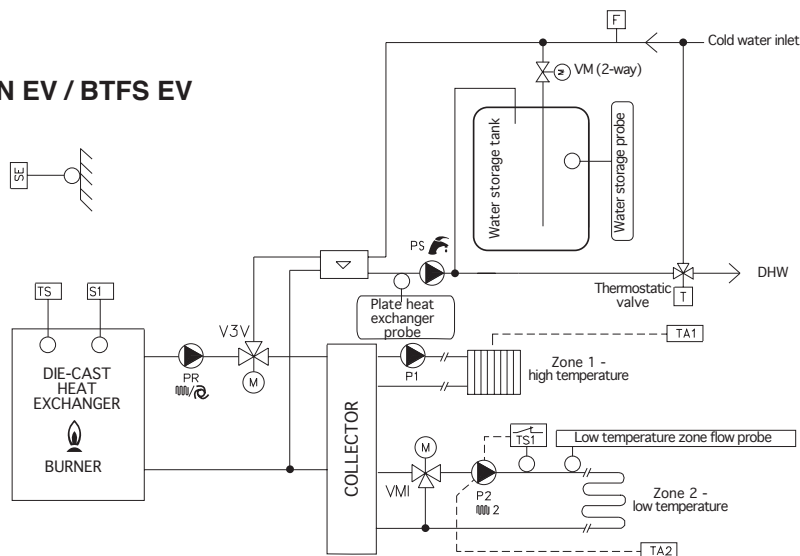 F
Cold water inlet
VM (2-way)
N EV / BTFS EV
Water storage tank
Water storage probe
SE
PS
DHW
Thermostatic
valve
T
TS
S1
Plate heat
exchanger
probe
V3V
TA1
DIE-CAST
HEAT
EXCHANGER
BURNER
PR
M
P1
Zone 1 -
high temperature
COLLECTOR
M
TS1
Low temperature zone flow probe
VMI
P2
2
Zone 2 -
low temperature
TA2